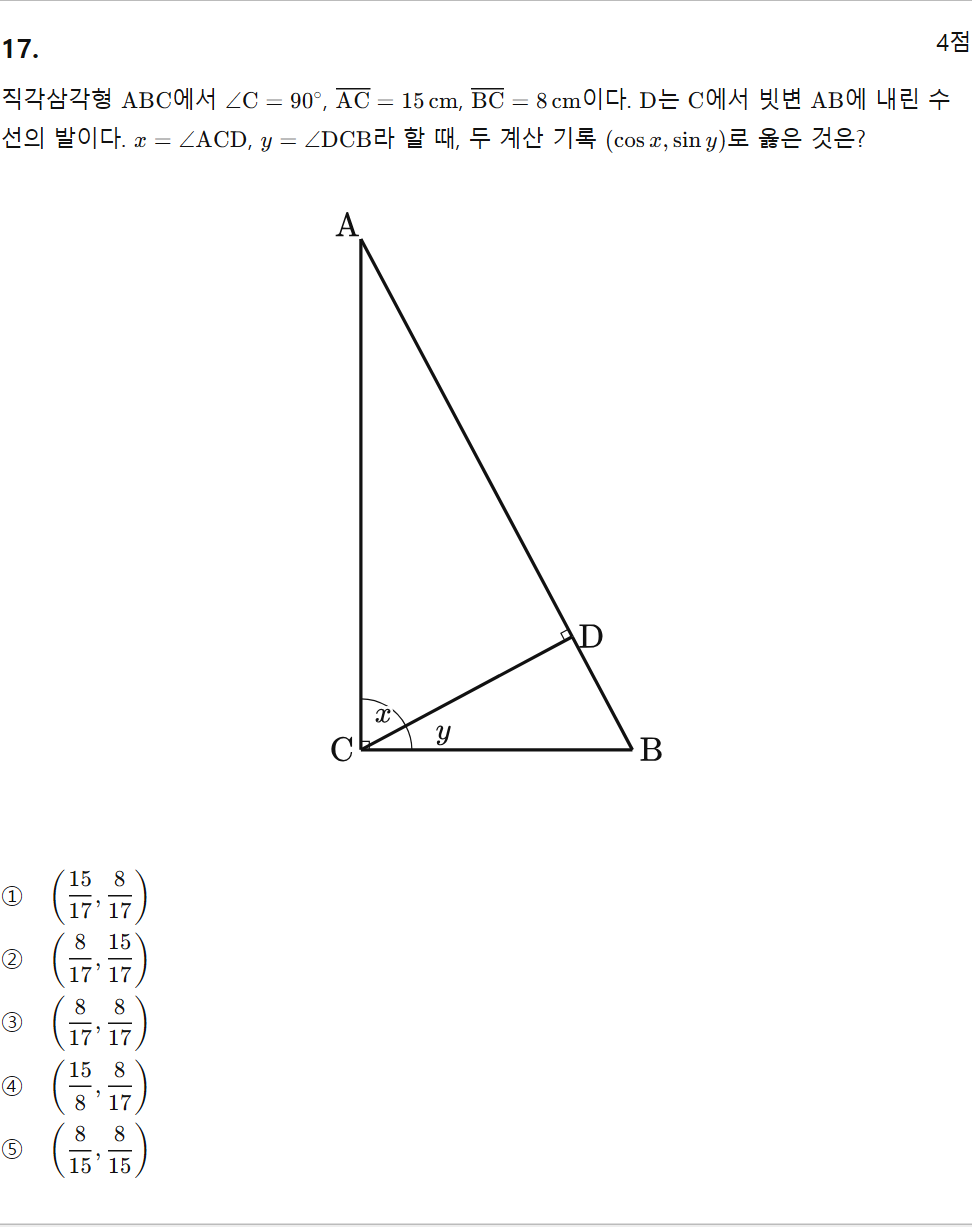 17.
4점
직각삼각형 ABC에서 ∠C = 90°, A̅C̅ = 15 cm, B̅C̅ = 8 cm이다. D는 C에서 빗변 AB에 내린 수
선의 발이다. x = ∠ACD, y = ∠DCB라 할 때, 두 계산 기록 (cos x, sin y)로 옳은 것은?
A
D
x
y
C
B
① (15/17, 8/17)
② (8/17, 15/17)
③ (8/17, 8/17)
④ (15/8, 8/17)
⑤ (8/15, 8/15)